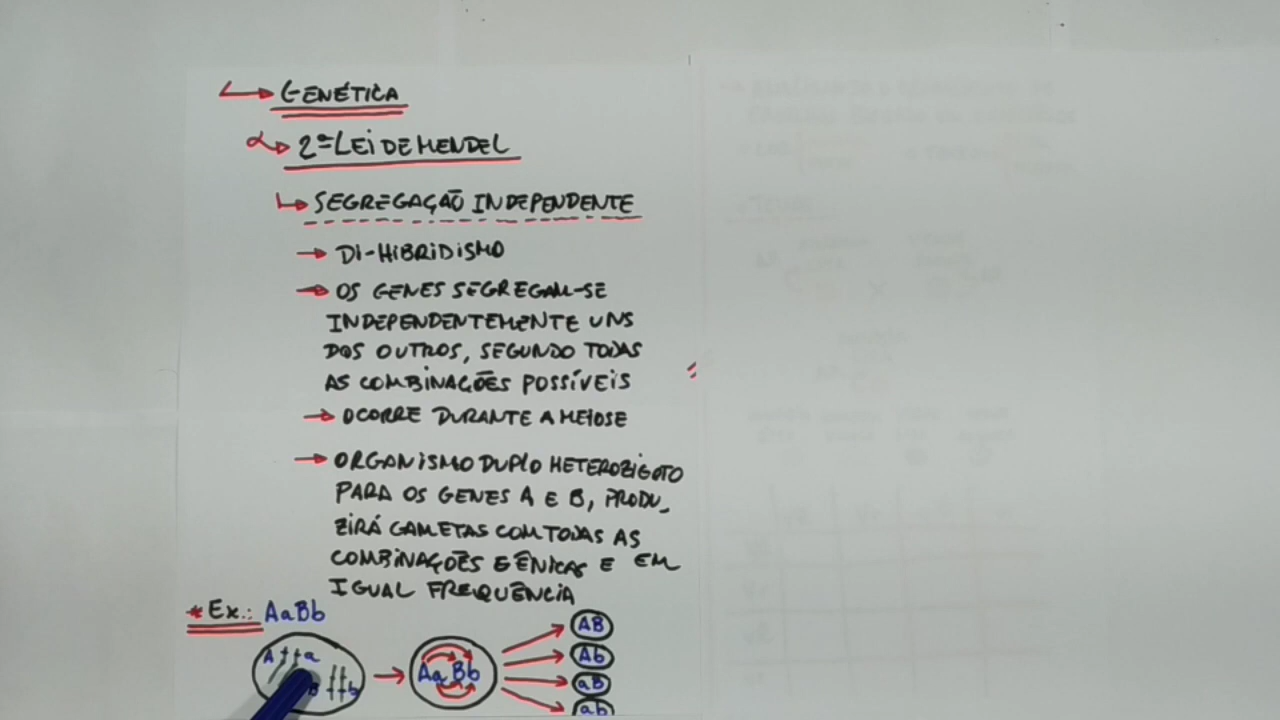 GENÉTICA
2ª LEI DE MENDEL
SEGREGAÇÃO INDEPENDENTE
DI-HIBRIDISMO
OS GENES SEGREGAM-SE
INDEPENDENTEMENTE UNS
DOS OUTROS, SEGUNDO TODAS
AS COMBINAÇÕES POSSÍVEIS
OCORRE DURANTE A MEIOSE
ORGANISMO DUPLO HETEROZIGOTO
PARA OS GENES A E B, PRODU-
ZIRÁ GAMETAS COM TODAS AS
COMBINAÇÕES GÊNICAS E EM
IGUAL FREQUÊNCIA
* Ex.: AaBb
A a
B b
AaBb
AB
Ab
aB
ab